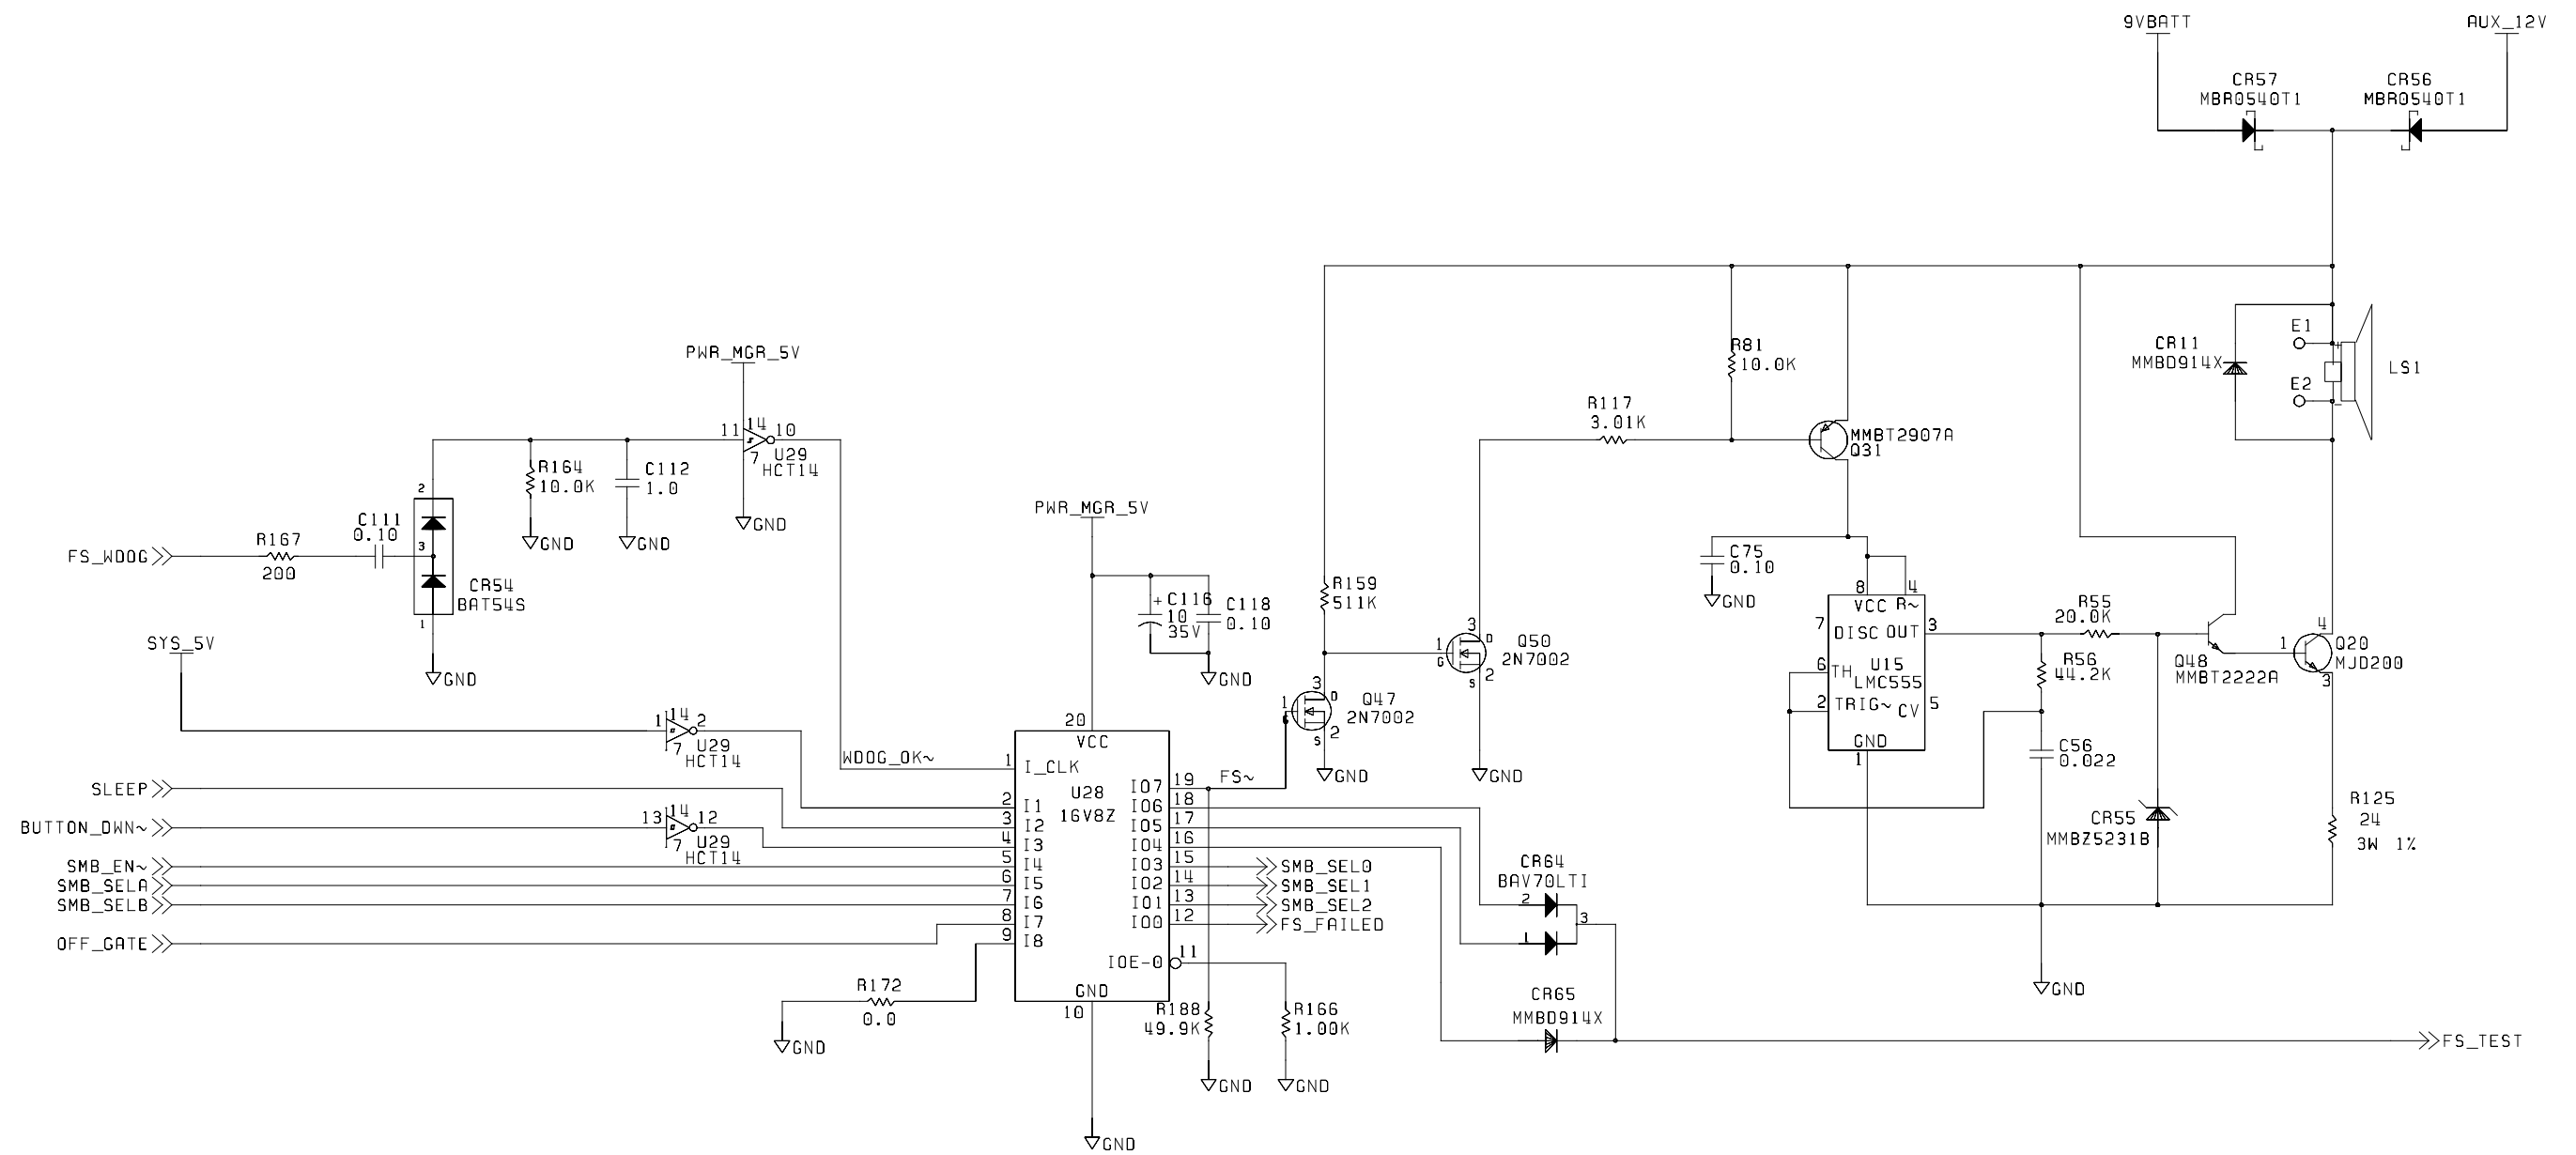 9VBATT
AUX_12V
CR57
MBR0540T1
CR56
MBR0540T1
E1
E2
CR11
MMBD914X
LS1
R81
10.0K
PWR_MGR_5V
R117
3.01K
MMBT2907A
Q31
11
14
10
7
U29
HCT14
GND
R164
10.0K
C112
1.0
GND
GND
2
3
1
C111
0.10
R167
200
FS_WDOG
CR54
BAT54S
GND
PWR_MGR_5V
+
C116
10
35V
C118
0.10
GND
R159
511K
C75
0.10
GND
8
4
VCC
R~
7
DISC
OUT
3
6
TH
U15
LMC555
2
TRIG~
CV
5
GND
1
R55
20.0K
R56
44.2K
Q48
MMBT2222A
4
1
Q20
MJD200
3
SYS_5V
3
D
1
G
Q50
2N7002
S
2
GND
3
D
1
G
Q47
2N7002
S
2
GND
1
14
2
7
U29
HCT14
C56
0.022
CR55
MMBZ5231B
R125
24
3W 1%
GND
SLEEP
BUTTON_DWN~
13
14
12
7
U29
HCT14
SMB_EN~
SMB_SELA
SMB_SELB
OFF_GATE
WDOG_OK~
20
VCC
1
I_CLK
U28
16V8Z
2
I1
3
I2
4
I3
5
I4
6
I5
7
I6
8
I7
9
I8
IO7
19
FS~
IO6
18
IO5
17
IO4
16
IO3
15
SMB_SEL0
IO2
14
SMB_SEL1
IO1
13
SMB_SEL2
IO0
12
FS_FAILED
IOE-0
11
GND
10
GND
R172
0.0
GND
R188
49.9K
GND
R166
1.00K
GND
CR64
BAV70LTI
2
3
1
CR65
MMBD914X
FS_TEST